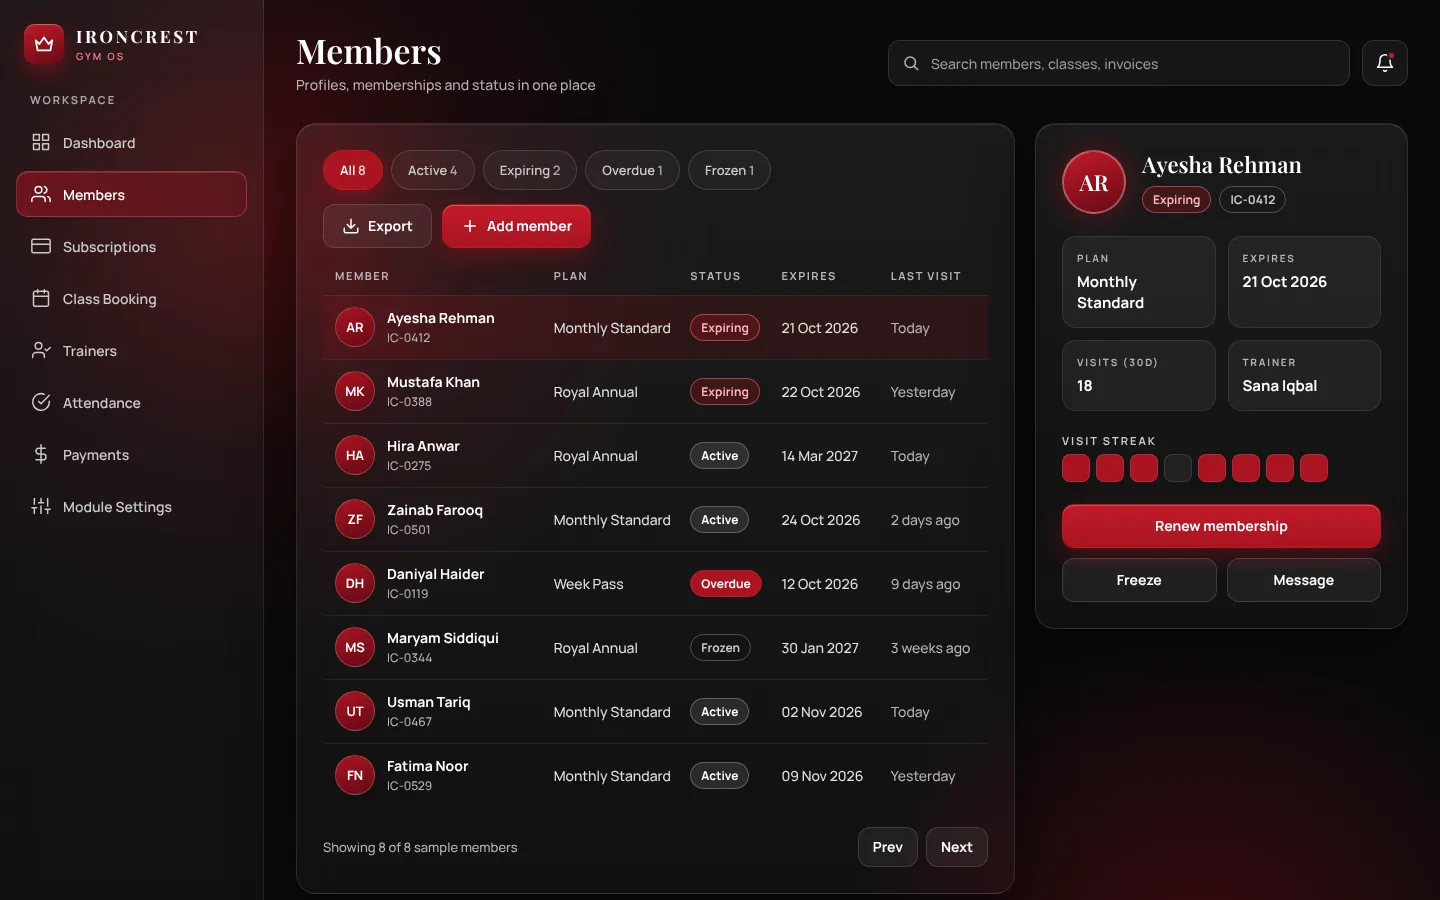 IRONCREST
GYM OS
WORKSPACE
Dashboard
Members
Subscriptions
Class Booking
Trainers
Attendance
Payments
Module Settings
Members
Profiles, memberships and status in one place
Search members, classes, invoices
All 8 Active 4 Expiring 2 Overdue 1 Frozen 1
Export Add member
MEMBER PLAN STATUS EXPIRES LAST VISIT
AR Ayesha Rehman IC-0412 Monthly Standard Expiring 21 Oct 2026 Today
MK Mustafa Khan IC-0388 Royal Annual Expiring 22 Oct 2026 Yesterday
HA Hira Anwar IC-0275 Royal Annual Active 14 Mar 2027 Today
ZF Zainab Farooq IC-0501 Monthly Standard Active 24 Oct 2026 2 days ago
DH Daniyal Haider IC-0119 Week Pass Overdue 12 Oct 2026 9 days ago
MS Maryam Siddiqui IC-0344 Royal Annual Frozen 30 Jan 2027 3 weeks ago
UT Usman Tariq IC-0467 Monthly Standard Active 02 Nov 2026 Today
FN Fatima Noor IC-0529 Monthly Standard Active 09 Nov 2026 Yesterday
Showing 8 of 8 sample members
Prev Next
AR Ayesha Rehman
Expiring IC-0412
PLAN
Monthly
Standard
EXPIRES
21 Oct 2026
VISITS (30D)
18
TRAINER
Sana Iqbal
VISIT STREAK
Renew membership
Freeze Message